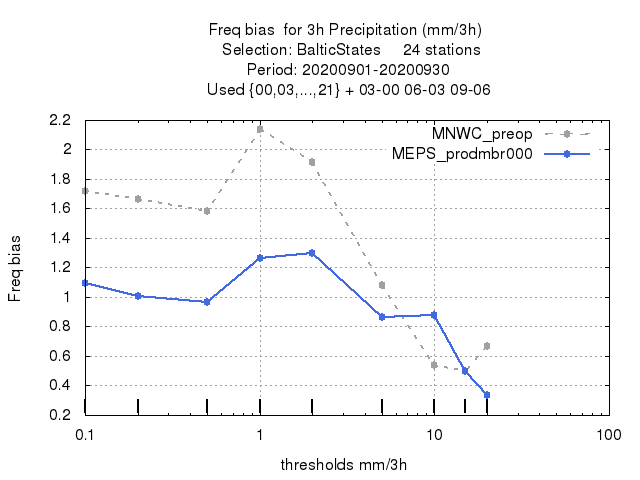 Freq bias  for 3h Precipitation (mm/3h)
Selection: BalticStates     24 stations
Period: 20200901-20200930
Used {00,03,...,21} + 03-00 06-03 09-06
MNWC_preop
MEPS_prodmbr000
Freq bias
2.2
2
1.8
1.6
1.4
1.2
1
0.8
0.6
0.4
0.2
0.1 1 10 100
thresholds mm/3h